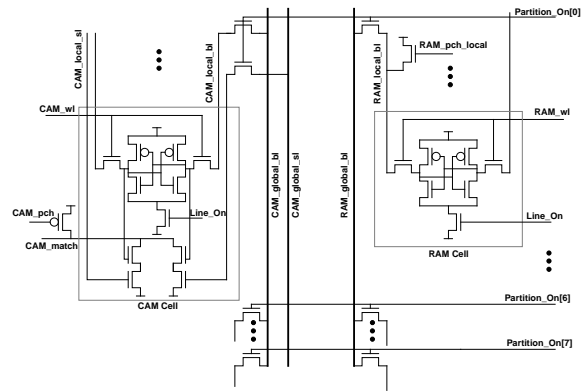 Partition_On[0]
CAM_local_sl
CAM_local_bl
RAM_local_bl
RAM_pch_local
CAM_wl
RAM_wl
CAM_global_bl
CAM_global_sl
RAM_global_bl
CAM_pch
Line_On
Line_On
CAM_match
RAM Cell
CAM Cell
Partition_On[6]
Partition_On[7]